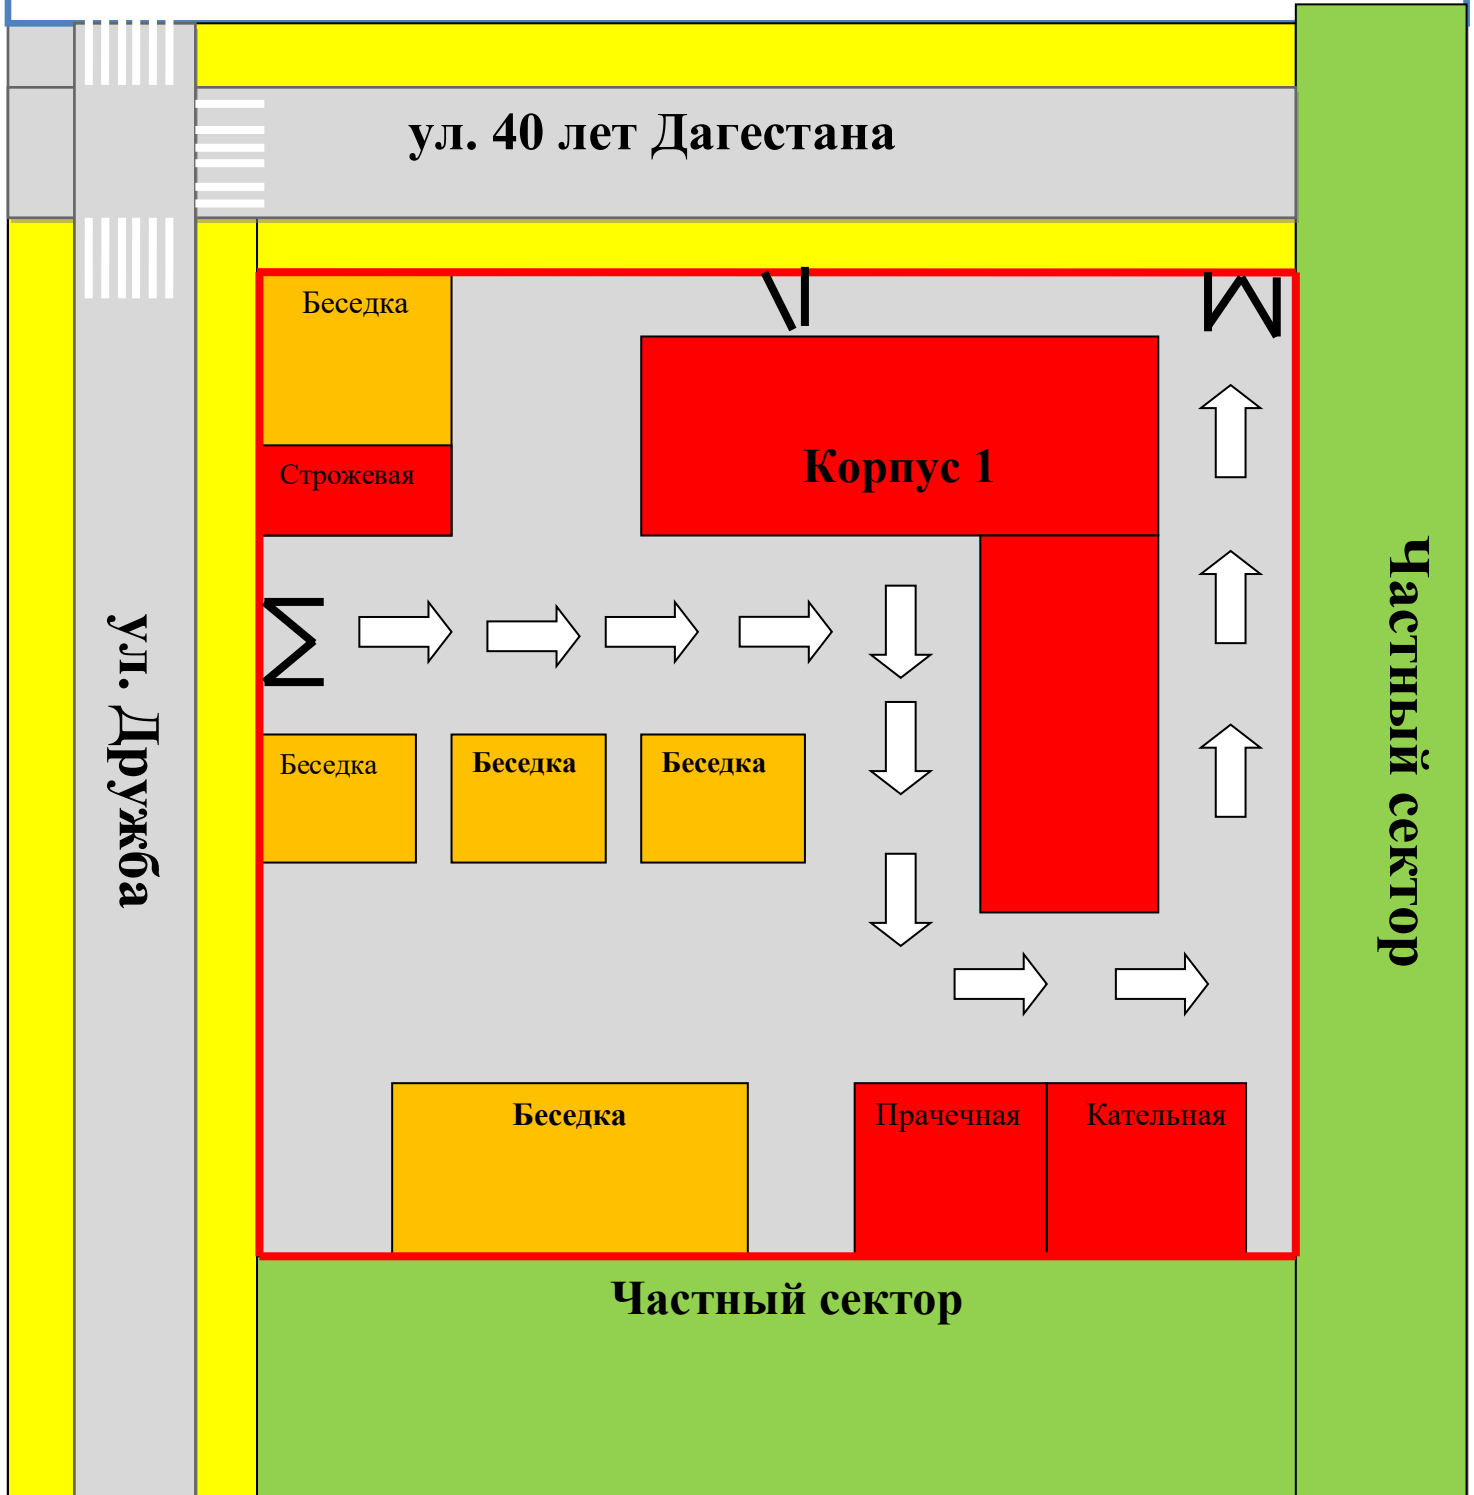 ул. 40 лет Дагестана
Беседка
Строжевая
Корпус 1
ул. Дружба
Беседка
Беседка
Беседка
Частный сектор
Беседка
Прачечная
Кательная
Частный сектор